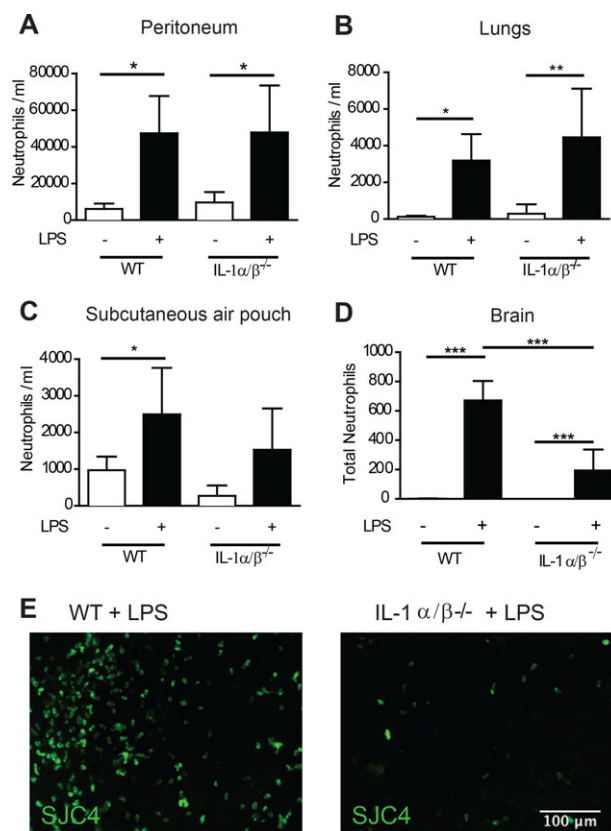 A Peritoneum
Neutrophils /ml
80000
60000
40000
20000
0
* *
LPS - + - +
WT IL-1α/β-/-
B Lungs
Neutrophils /ml
8000
6000
4000
2000
0
* **
LPS - + - +
WT IL-1α/β-/-
C Subcutaneous air pouch
Neutrophils /ml
4000
3000
2000
1000
0
*
LPS - + - +
WT IL-1α/β-/-
D Brain
Total Neutrophils
1000
800
600
400
200
0
*** *** ***
LPS - + - +
WT IL-1 α/β-/-
E WT + LPS IL-1 α/β-/- + LPS
SJC4 SJC4 100 µm